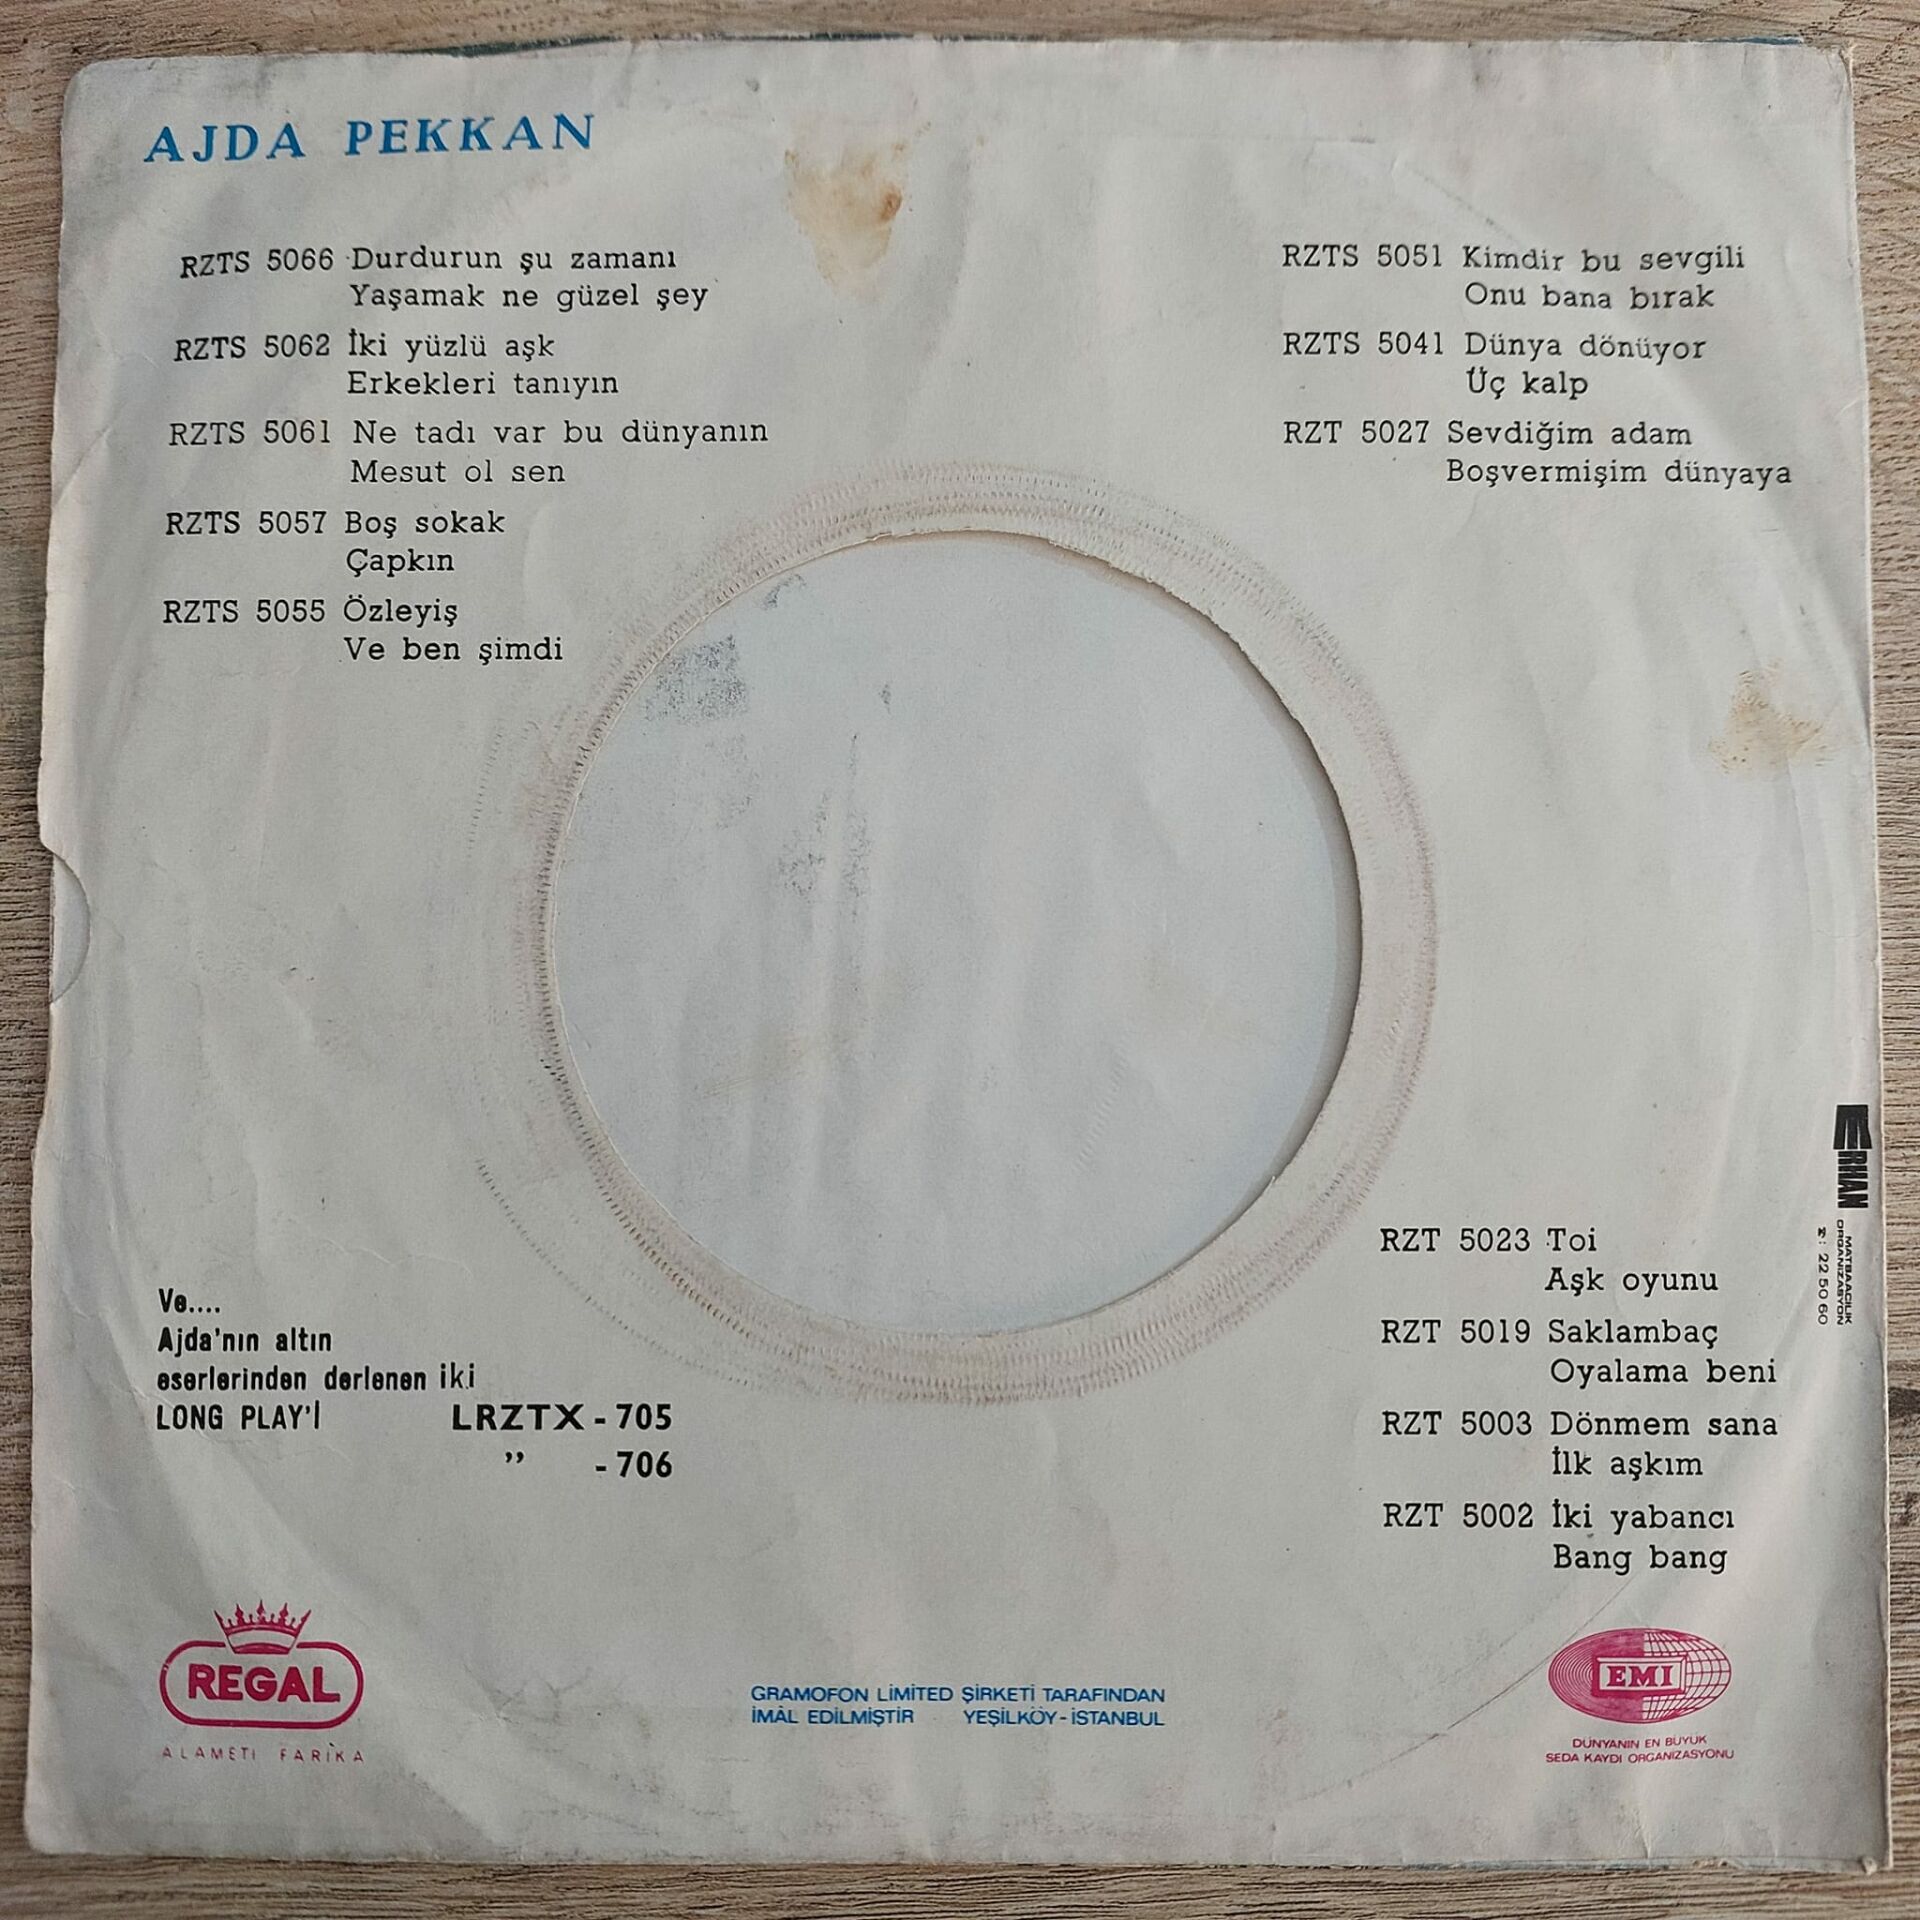 AJDA PEKKAN
RZTS 5066 Durdurun şu zamanı
Yaşamak ne güzel şey
RZTS 5062 İki yüzlü aşk
Erkekleri tanıyın
RZTS 5061 Ne tadı var bu dünyanın
Mesut ol sen
RZTS 5057 Boş sokak
Çapkın
RZTS 5055 Özleyiş
Ve ben şimdi
RZTS 5051 Kimdir bu sevgili
Onu bana bırak
RZTS 5041 Dünya dönüyor
Üç kalp
RZT 5027 Sevdiğim adam
Boşvermişim dünyaya
RZT 5023 Toi
Aşk oyunu
RZT 5019 Saklambaç
Oyalama beni
RZT 5003 Dönmem sana
İlk aşkım
RZT 5002 İki yabancı
Bang bang
Ve....
Ajda'nın altın
eserlerinden derlenen iki
LONG PLAY'İ LRZTX - 705
" - 706
REGAL
ALAMETİ FARİKA
GRAMOFON LİMİTED ŞİRKETİ TARAFINDAN
İMÂL EDİLMİŞTİR YEŞİLKÖY - İSTANBUL
EMI
DÜNYANIN EN BÜYÜK
SEDA KAYDI ORGANİZASYONU
ERHAN
MATBAACILIK
ORGANİZASYON
22 50 60